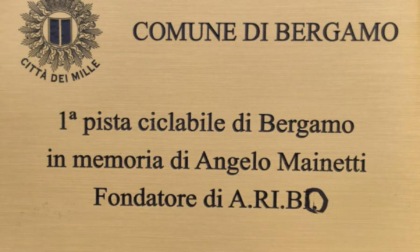 COMUNE DI BERGAMO
CITTÀ DEI MILLE
1ª pista ciclabile di Bergamo
in memoria di Angelo Mainetti
Fondatore di A.RI.BO